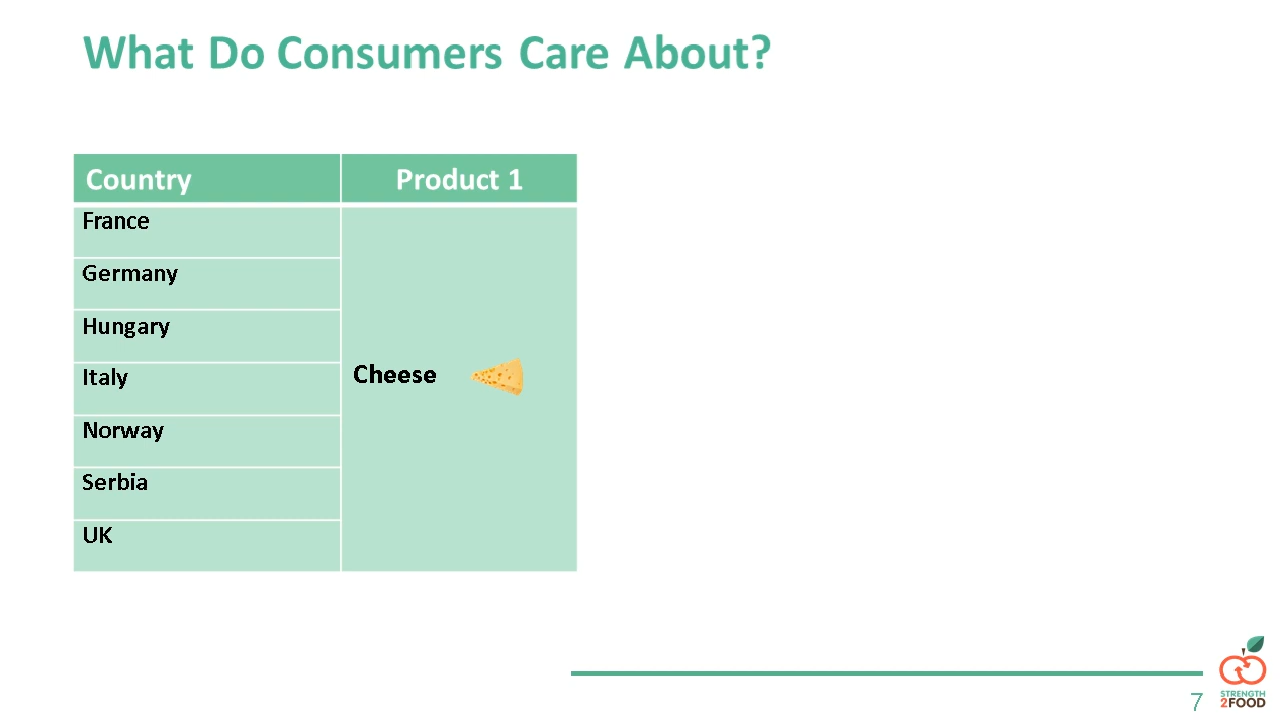 What Do Consumers Care About?
Country Product 1
France
Germany
Hungary
Italy
Cheese
Norway
Serbia
UK
7
STRENGTH
2FOOD